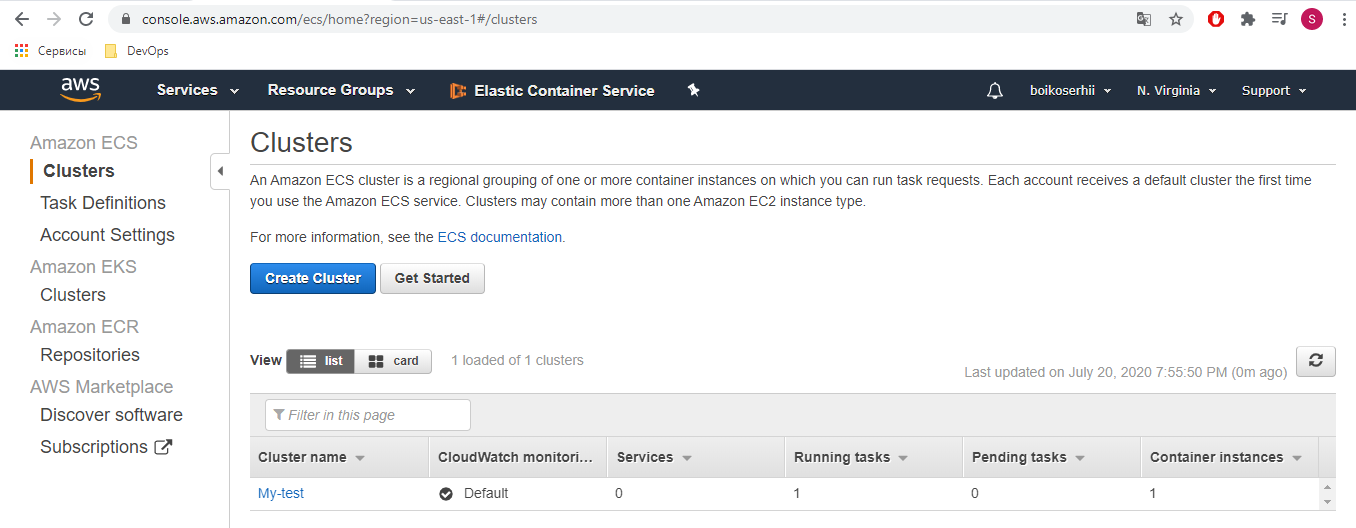 console.aws.amazon.com/ecs/home?region=us-east-1#/clusters
S
Сервисы DevOps
aws Services Resource Groups Elastic Container Service boikoserhii N. Virginia Support
Amazon ECS
Clusters
Task Definitions
Account Settings
Amazon EKS
Clusters
Amazon ECR
Repositories
AWS Marketplace
Discover software
Subscriptions
Clusters
An Amazon ECS cluster is a regional grouping of one or more container instances on which you can run task requests. Each account receives a default cluster the first time
you use the Amazon ECS service. Clusters may contain more than one Amazon EC2 instance type.
For more information, see the ECS documentation.
Create Cluster Get Started
View list card 1 loaded of 1 clusters
Last updated on July 20, 2020 7:55:50 PM (0m ago)
Filter in this page
Cluster name CloudWatch monitori... Services Running tasks Pending tasks Container instances
My-test Default 0 1 0 1